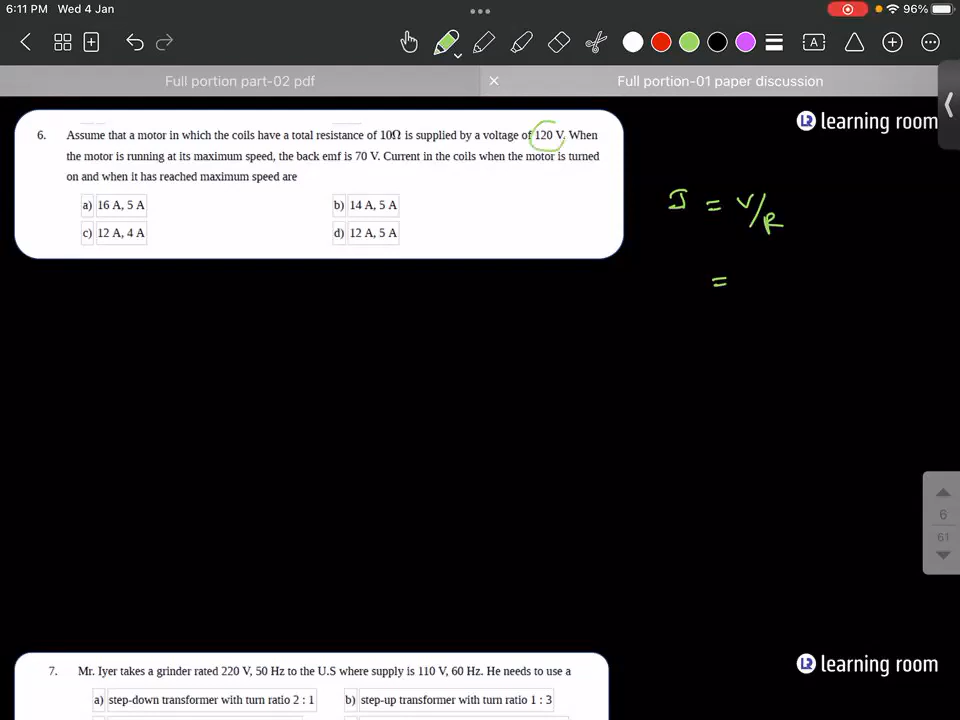 6:11 PM Wed 4 Jan
96%
A
Full portion part-02 pdf
Full portion-01 paper discussion
6. Assume that a motor in which the coils have a total resistance of 10Ω is supplied by a voltage of 120 V. When
the motor is running at its maximum speed, the back emf is 70 V. Current in the coils when the motor is turned
on and when it has reached maximum speed are
a) 16 A, 5 A
b) 14 A, 5 A
c) 12 A, 4 A
d) 12 A, 5 A
LR learning room
I = V/R
=
6
61
7. Mr. Iyer takes a grinder rated 220 V, 50 Hz to the U.S where supply is 110 V, 60 Hz. He needs to use a
a) step-down transformer with turn ratio 2 : 1
b) step-up transformer with turn ratio 1 : 3
LR learning room